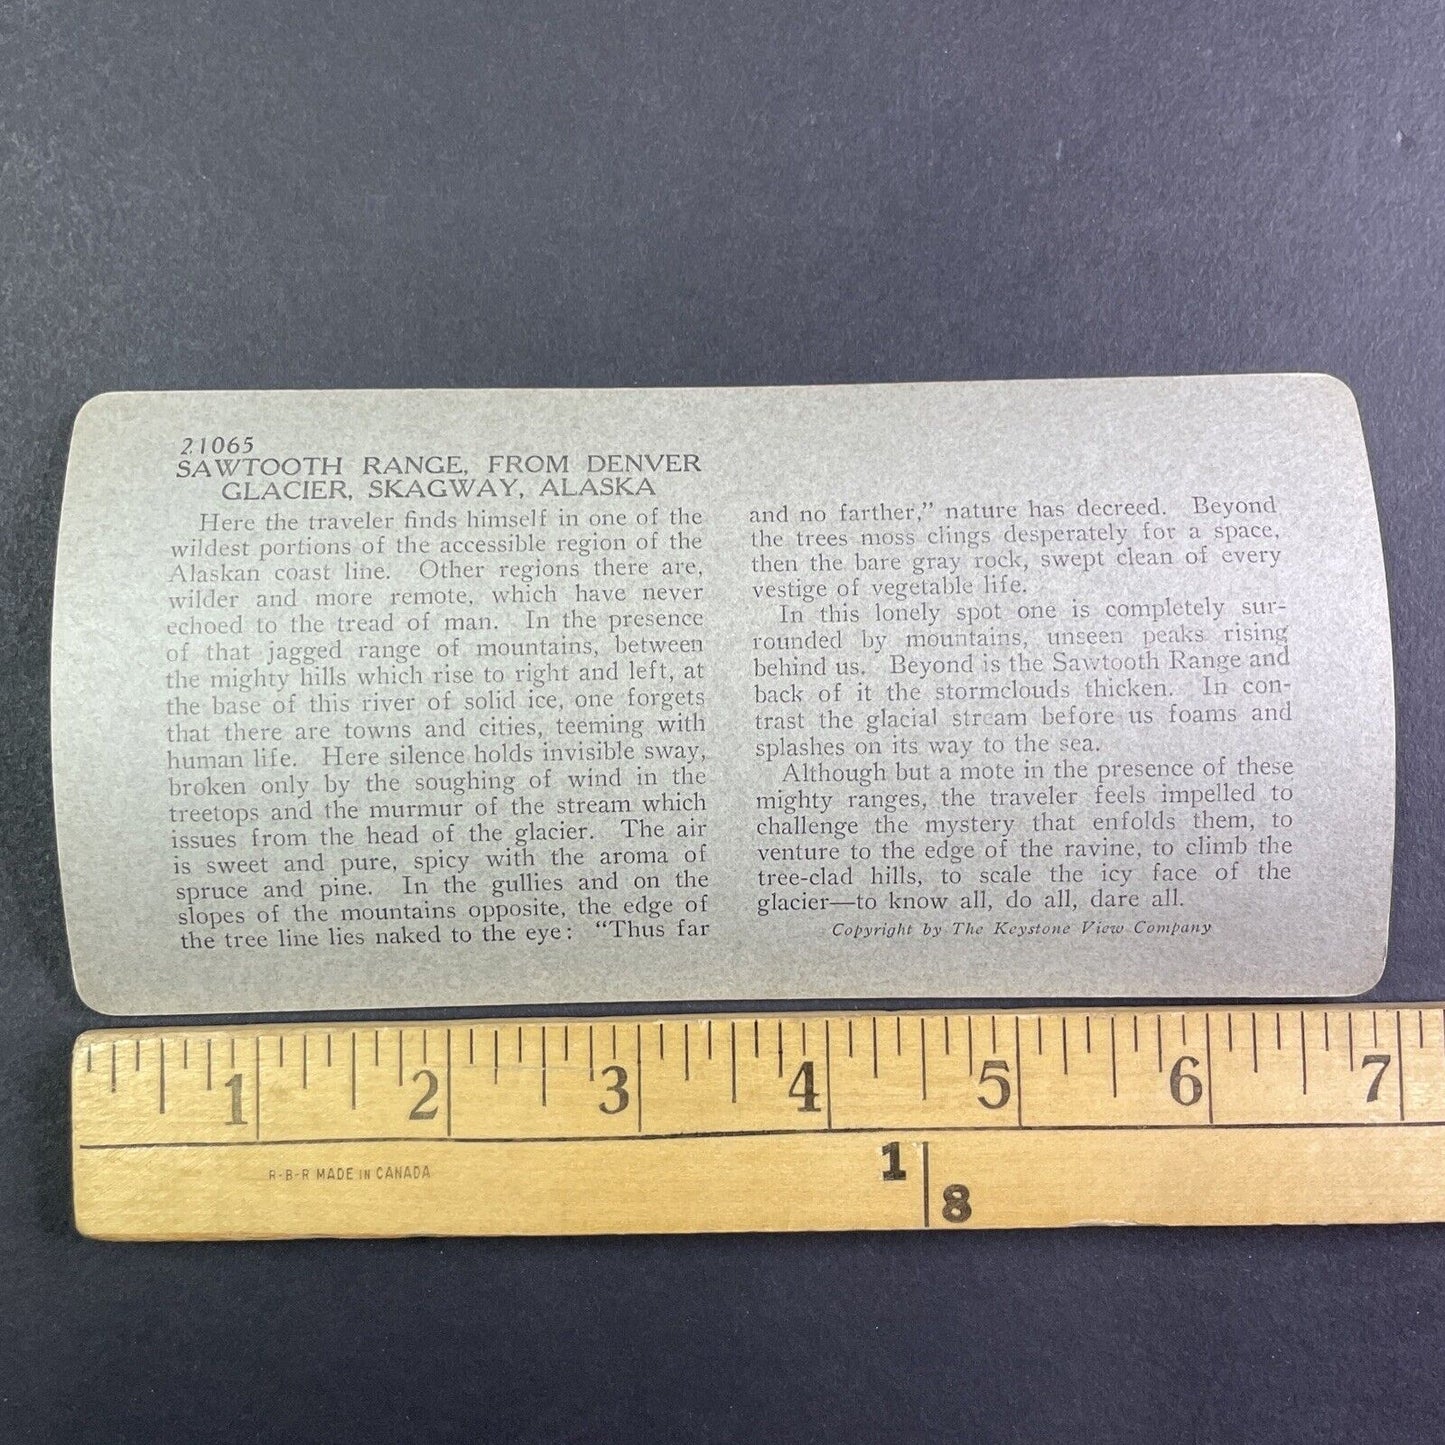 21065
SAWTOOTH RANGE, FROM DENVER
GLACIER, SKAGWAY, ALASKA
Here the traveler finds himself in one of the
wildest portions of the accessible region of the
Alaskan coast line. Other regions there are,
wilder and more remote, which have never
echoed to the tread of man. In the presence
of that jagged range of mountains, between
the mighty hills which rise to right and left, at
the base of this river of solid ice, one forgets
that there are towns and cities, teeming with
human life. Here silence holds invisible sway,
broken only by the soughing of wind in the
treetops and the murmur of the stream which
issues from the head of the glacier. The air
is sweet and pure, spicy with the aroma of
spruce and pine. In the gullies and on the
slopes of the mountains opposite, the edge of
the tree line lies naked to the eye: "Thus far
and no farther," nature has decreed. Beyond
the trees moss clings desperately for a space,
then the bare gray rock, swept clean of every
vestige of vegetable life.
In this lonely spot one is completely sur-
rounded by mountains, unseen peaks rising
behind us. Beyond is the Sawtooth Range and
back of it the stormclouds thicken. In con-
trast the glacial stream before us foams and
splashes on its way to the sea.
Although but a mote in the presence of these
mighty ranges, the traveler feels impelled to
challenge the mystery that enfolds them, to
venture to the edge of the ravine, to climb the
tree-clad hills, to scale the icy face of the
glacier—to know all, do all, dare all.
Copyright by The Keystone View Company
1 2 3 4 5 6 7
R-B-R MADE IN CANADA
1
8